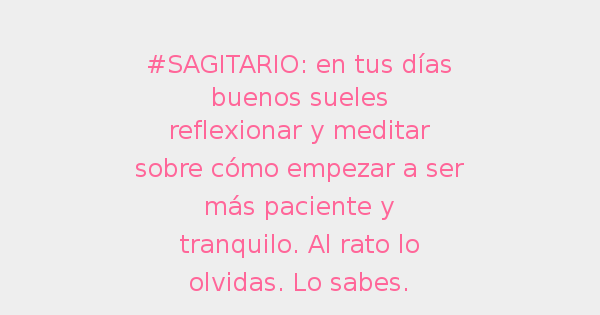 #SAGITARIO: en tus días
buenos sueles
reflexionar y meditar
sobre cómo empezar a ser
más paciente y
tranquilo. Al rato lo
olvidas. Lo sabes.